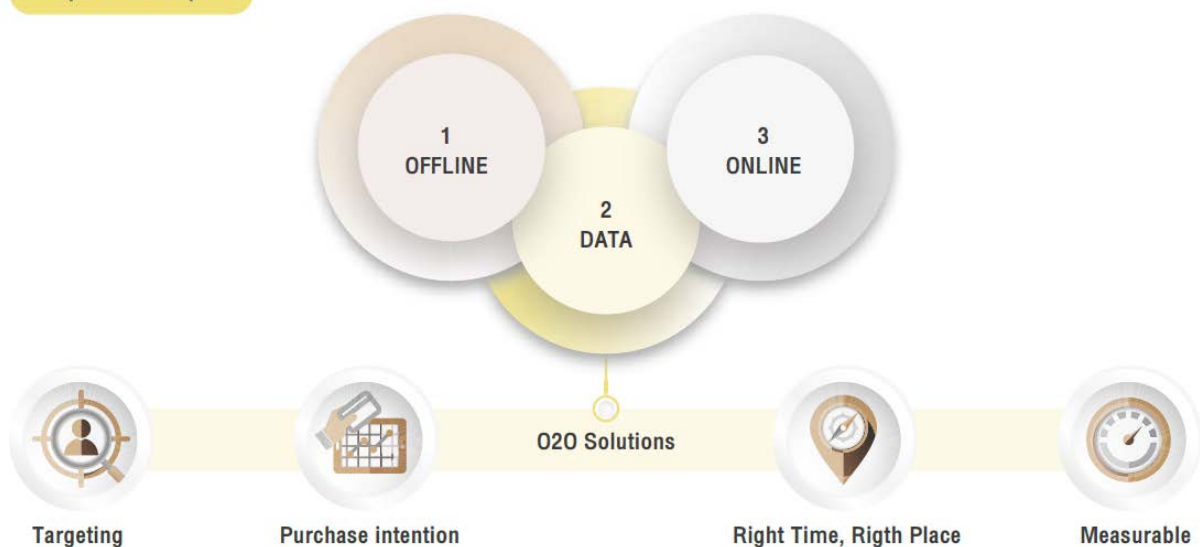 1
OFFLINE
3
ONLINE
2
DATA
O2O Solutions
Targeting
Purchase intention
Right Time, Rigth Place
Measurable